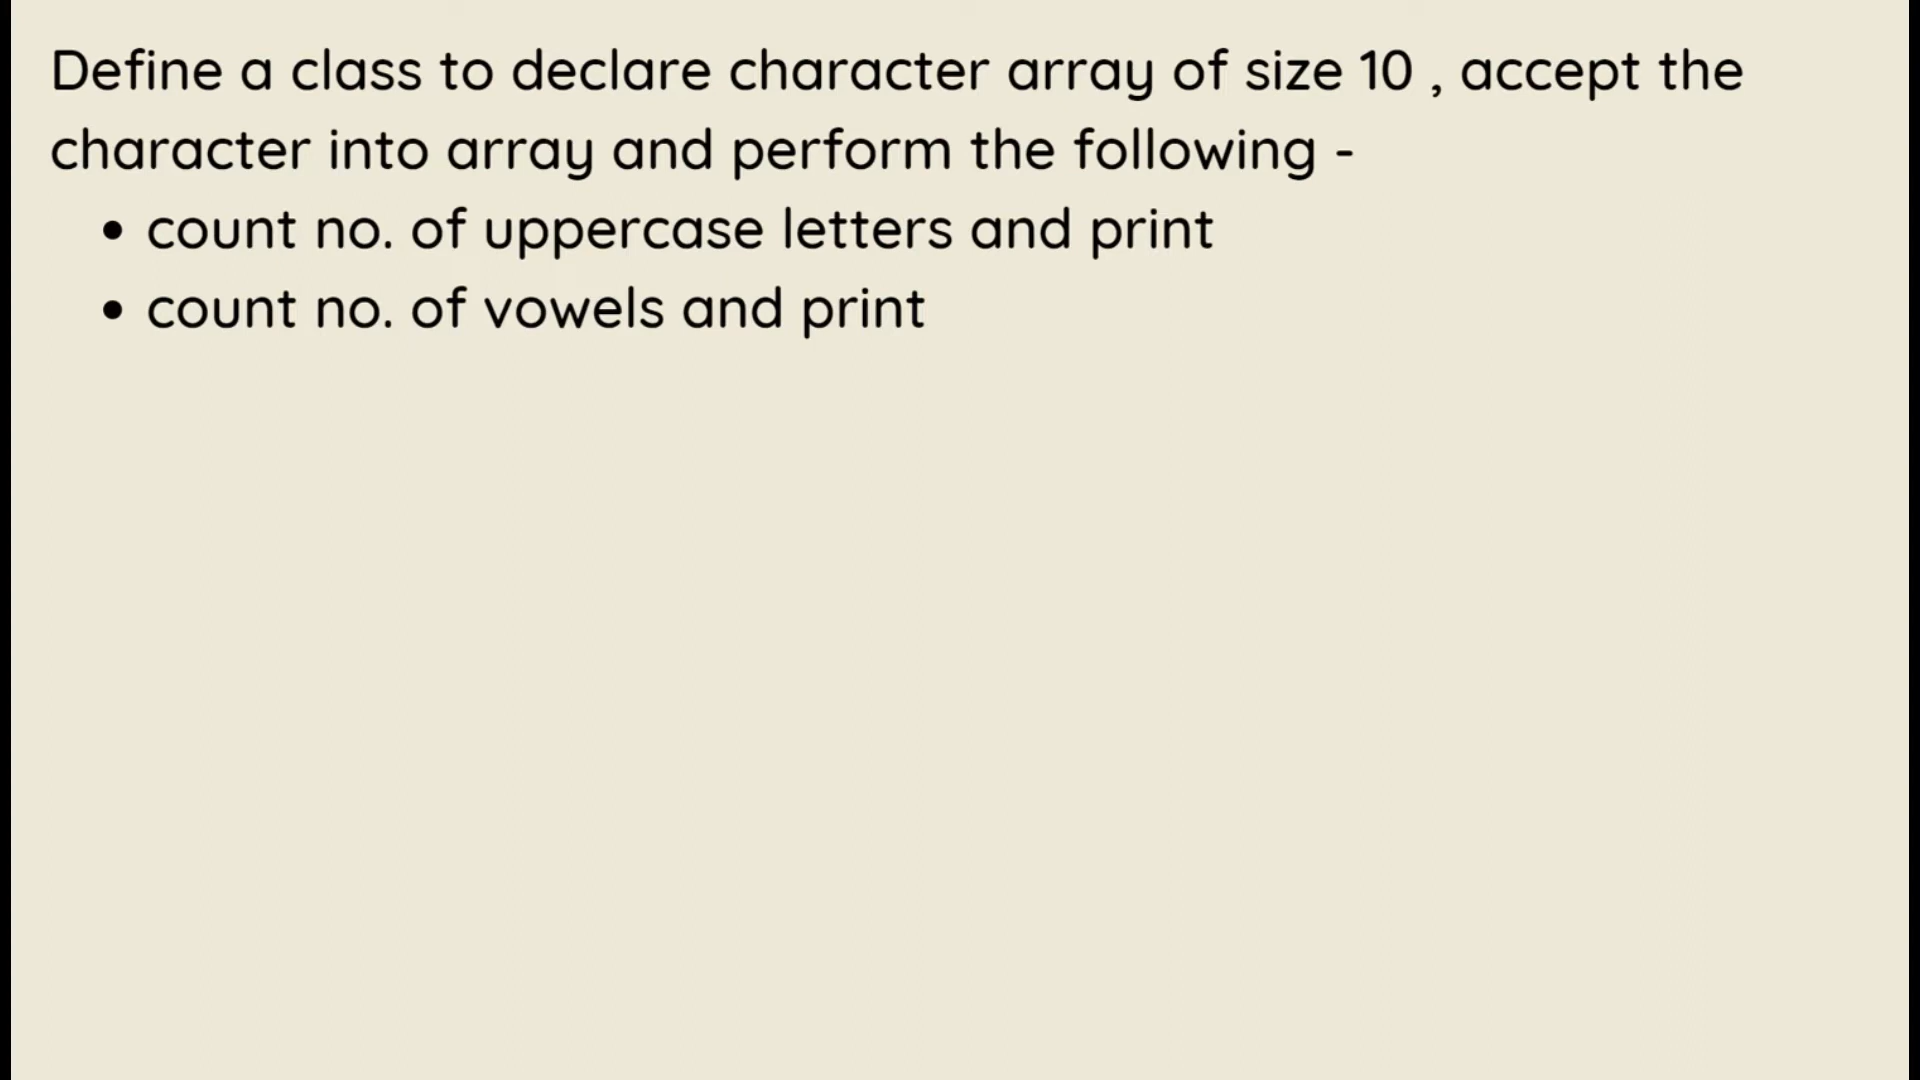 Define a class to declare character array of size 10 , accept the
character into array and perform the following -
• count no. of uppercase letters and print
• count no. of vowels and print